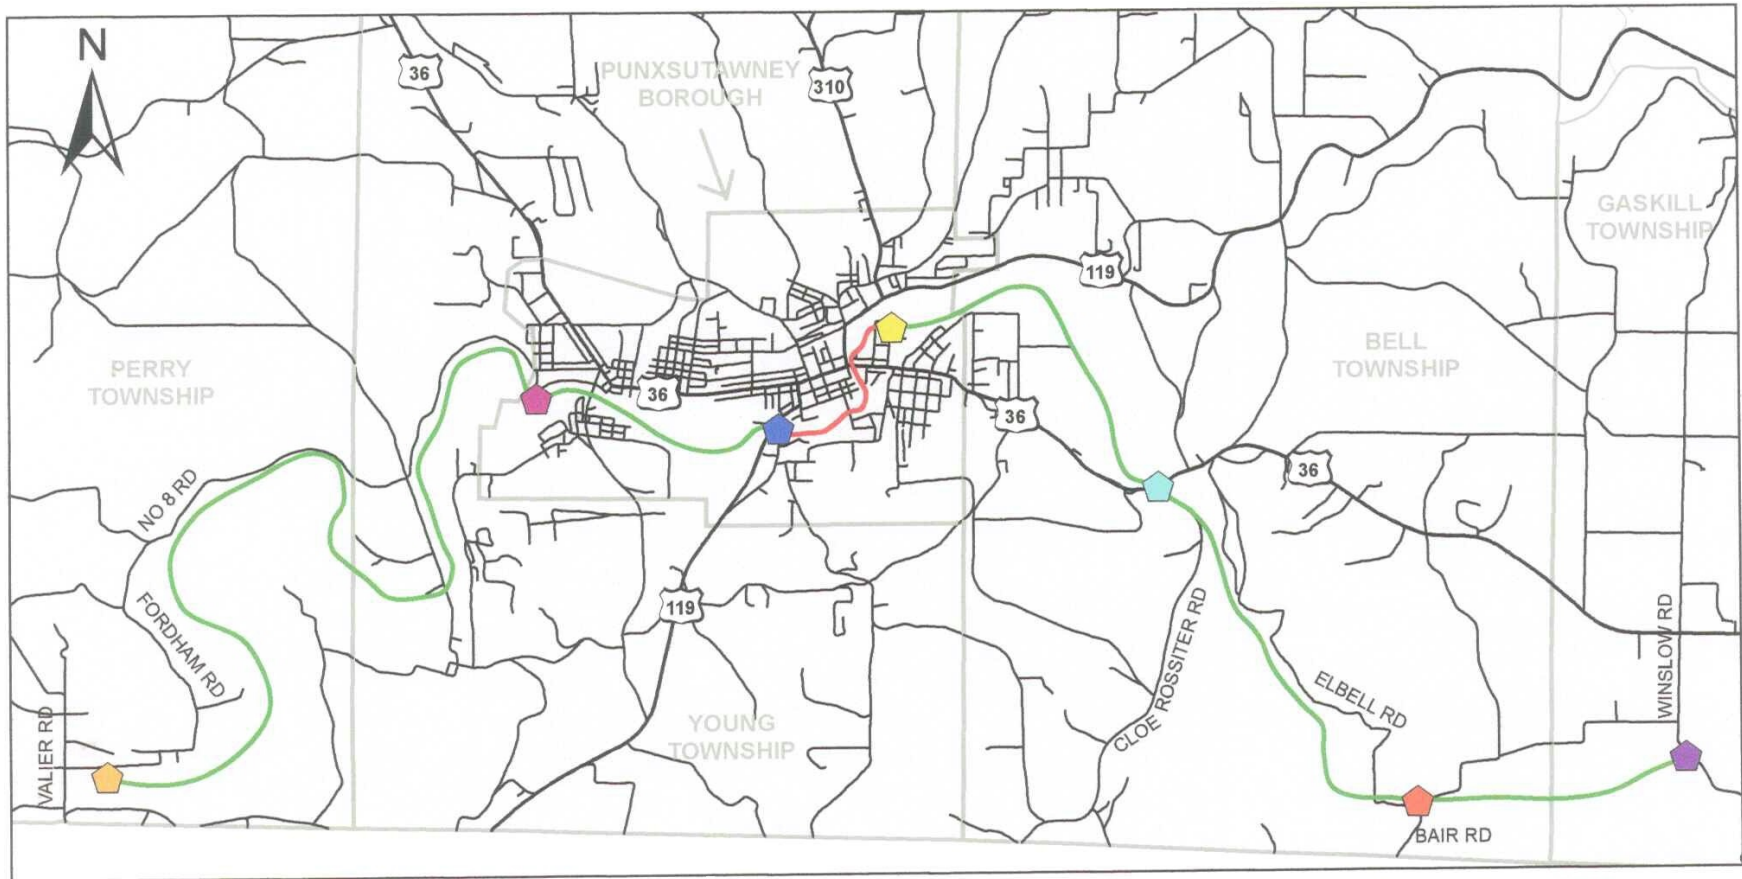 N
36
PUNXSUTAWNEY
BOROUGH
310
GASKILL
TOWNSHIP
119
PERRY
TOWNSHIP
BELL
TOWNSHIP
36
36
36
NO 8 RD
FORDHAM RD
119
CLOE ROSSITER RD
WINSLOW RD
ELBELL RD
VALIER RD
YOUNG
TOWNSHIP
BAIR RD